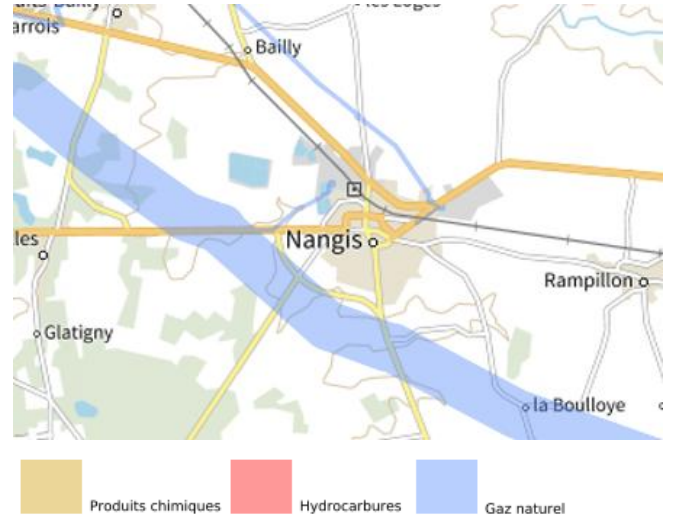 Bailly
Nangis
Rampillon
Glatigny
la Boulloye
Produits chimiques
Hydrocarbures
Gaz naturel